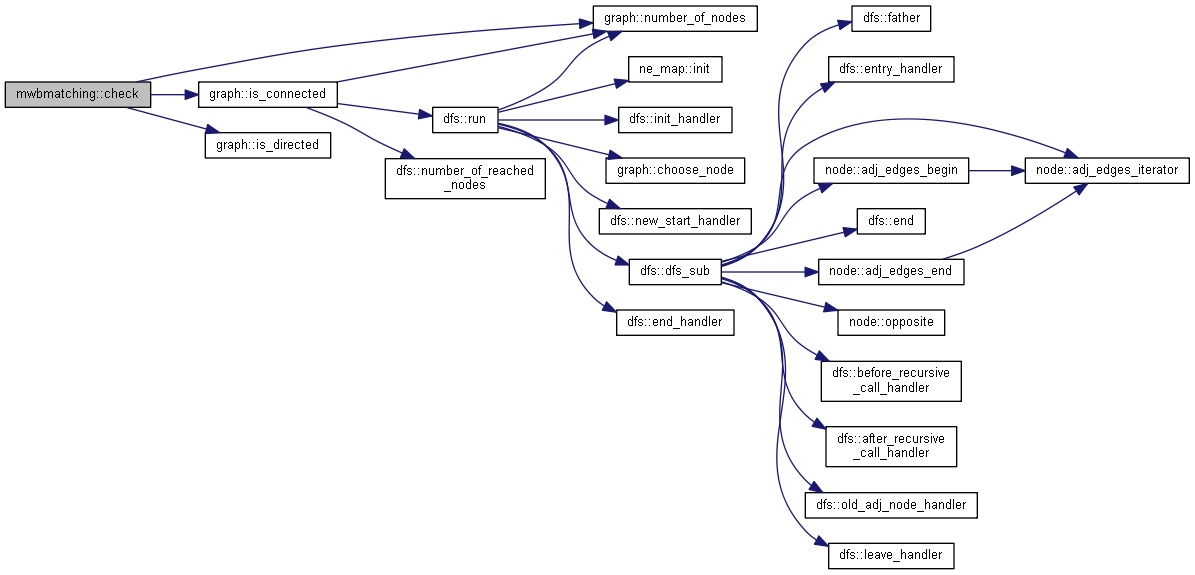 mwbmatching::check
graph::is_connected
graph::is_directed
dfs::run
dfs::number_of_reached
_nodes
graph::number_of_nodes
ne_map::init
dfs::init_handler
graph::choose_node
dfs::new_start_handler
dfs::dfs_sub
dfs::end_handler
dfs::father
dfs::entry_handler
node::adj_edges_begin
dfs::end
node::adj_edges_end
node::opposite
dfs::before_recursive
_call_handler
dfs::after_recursive
_call_handler
dfs::old_adj_node_handler
dfs::leave_handler
node::adj_edges_iterator